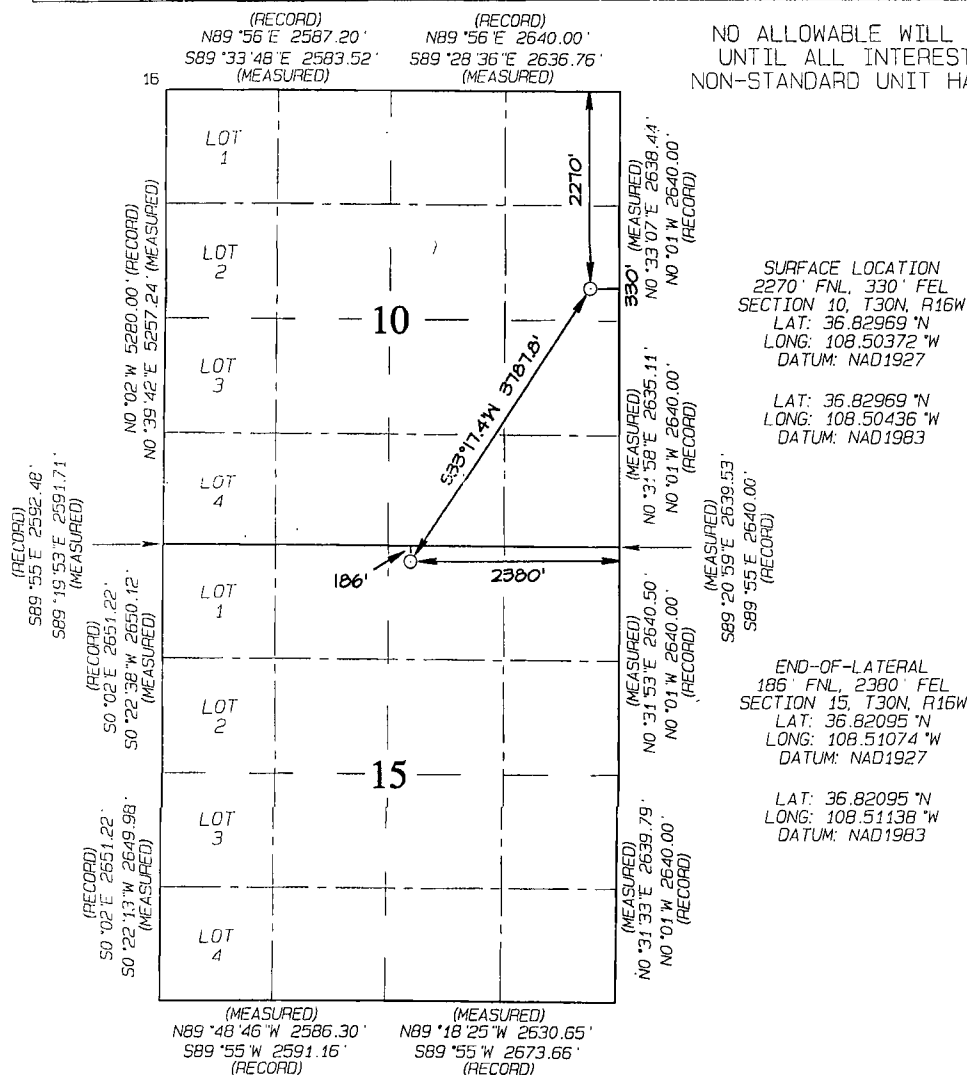 (RECORD)
N89°56'E 2587.20'
S89°33'48"E 2583.52'
(MEASURED)
(RECORD)
N89°56'E 2640.00'
S89°28'36"E 2636.76'
(MEASURED)
NO ALLOWABLE WILL
UNTIL ALL INTEREST
NON-STANDARD UNIT HA
16
LOT
1
LOT
2
LOT
3
LOT
4
10
2270'
330'
(MEASURED)
N0°33'07"E 2638.44'
N0°01'W 2640.00'
(RECORD)
N0°02'W 5280.00' (RECORD)
N0°39'42"E 5257.24' (MEASURED)
S33°17.4'W 3787.8'
(MEASURED)
N0°31'58"E 2635.11'
N0°01'W 2640.00'
(RECORD)
SURFACE LOCATION
2270' FNL, 330' FEL
SECTION 10, T30N, R16W
LAT: 36.82969°N
LONG: 108.50372°W
DATUM: NAD1927
LAT: 36.82969°N
LONG: 108.50436°W
DATUM: NAD1983
(RECORD)
S89°55'E 2592.48'
S89°19'53"E 2591.71'
(MEASURED)
186'
2380'
(MEASURED)
S89°20'59"E 2639.53'
S89°55'E 2640.00'
(RECORD)
LOT
1
LOT
2
LOT
3
LOT
4
15
(RECORD)
S0°02'E 2651.22'
S0°22'38"W 2650.12'
(MEASURED)
(MEASURED)
N0°31'53"E 2640.50'
N0°01'W 2640.00'
(RECORD)
END-OF-LATERAL
186' FNL, 2380' FEL
SECTION 15, T30N, R16W
LAT: 36.82095°N
LONG: 108.51074°W
DATUM: NAD1927
LAT: 36.82095°N
LONG: 108.51138°W
DATUM: NAD1983
(RECORD)
S0°02'E 2651.22'
S0°22'13"W 2649.98'
(MEASURED)
(MEASURED)
N0°31'33"E 2639.79'
N0°01'W 2640.00'
(RECORD)
(MEASURED)
N89°48'46"W 2586.30'
S89°55'W 2591.16'
(RECORD)
(MEASURED)
N89°18'25"W 2630.65'
S89°55'W 2673.66'
(RECORD)